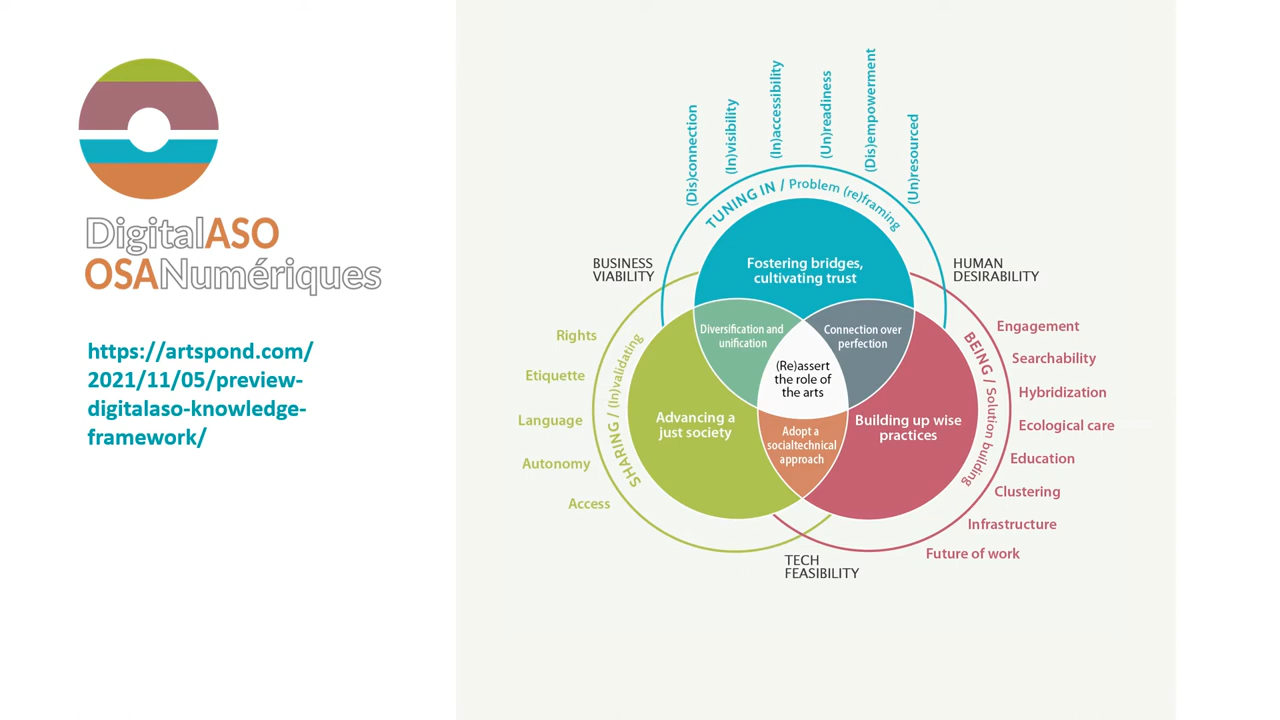 DigitalASO
OSANumériques
https://artspond.com/
2021/11/05/preview-
digitalaso-knowledge-
framework/
(Dis)connection
(In)visibility
(In)accessibility
(Un)readiness
(Dis)empowerment
(Un)resourced
TUNING IN / Problem (re)framing
BUSINESS
VIABILITY
HUMAN
DESIRABILITY
Fostering bridges,
cultivating trust
Diversification and
unification
Connection over
perfection
(Re)assert
the role of
the arts
Advancing a
just society
Building up wise
practices
Adopt a
socialtechnical
approach
SHARING / (In)validating
BEING / Solution building
Rights
Etiquette
Language
Autonomy
Access
Engagement
Searchability
Hybridization
Ecological care
Education
Clustering
Infrastructure
Future of work
TECH
FEASIBILITY